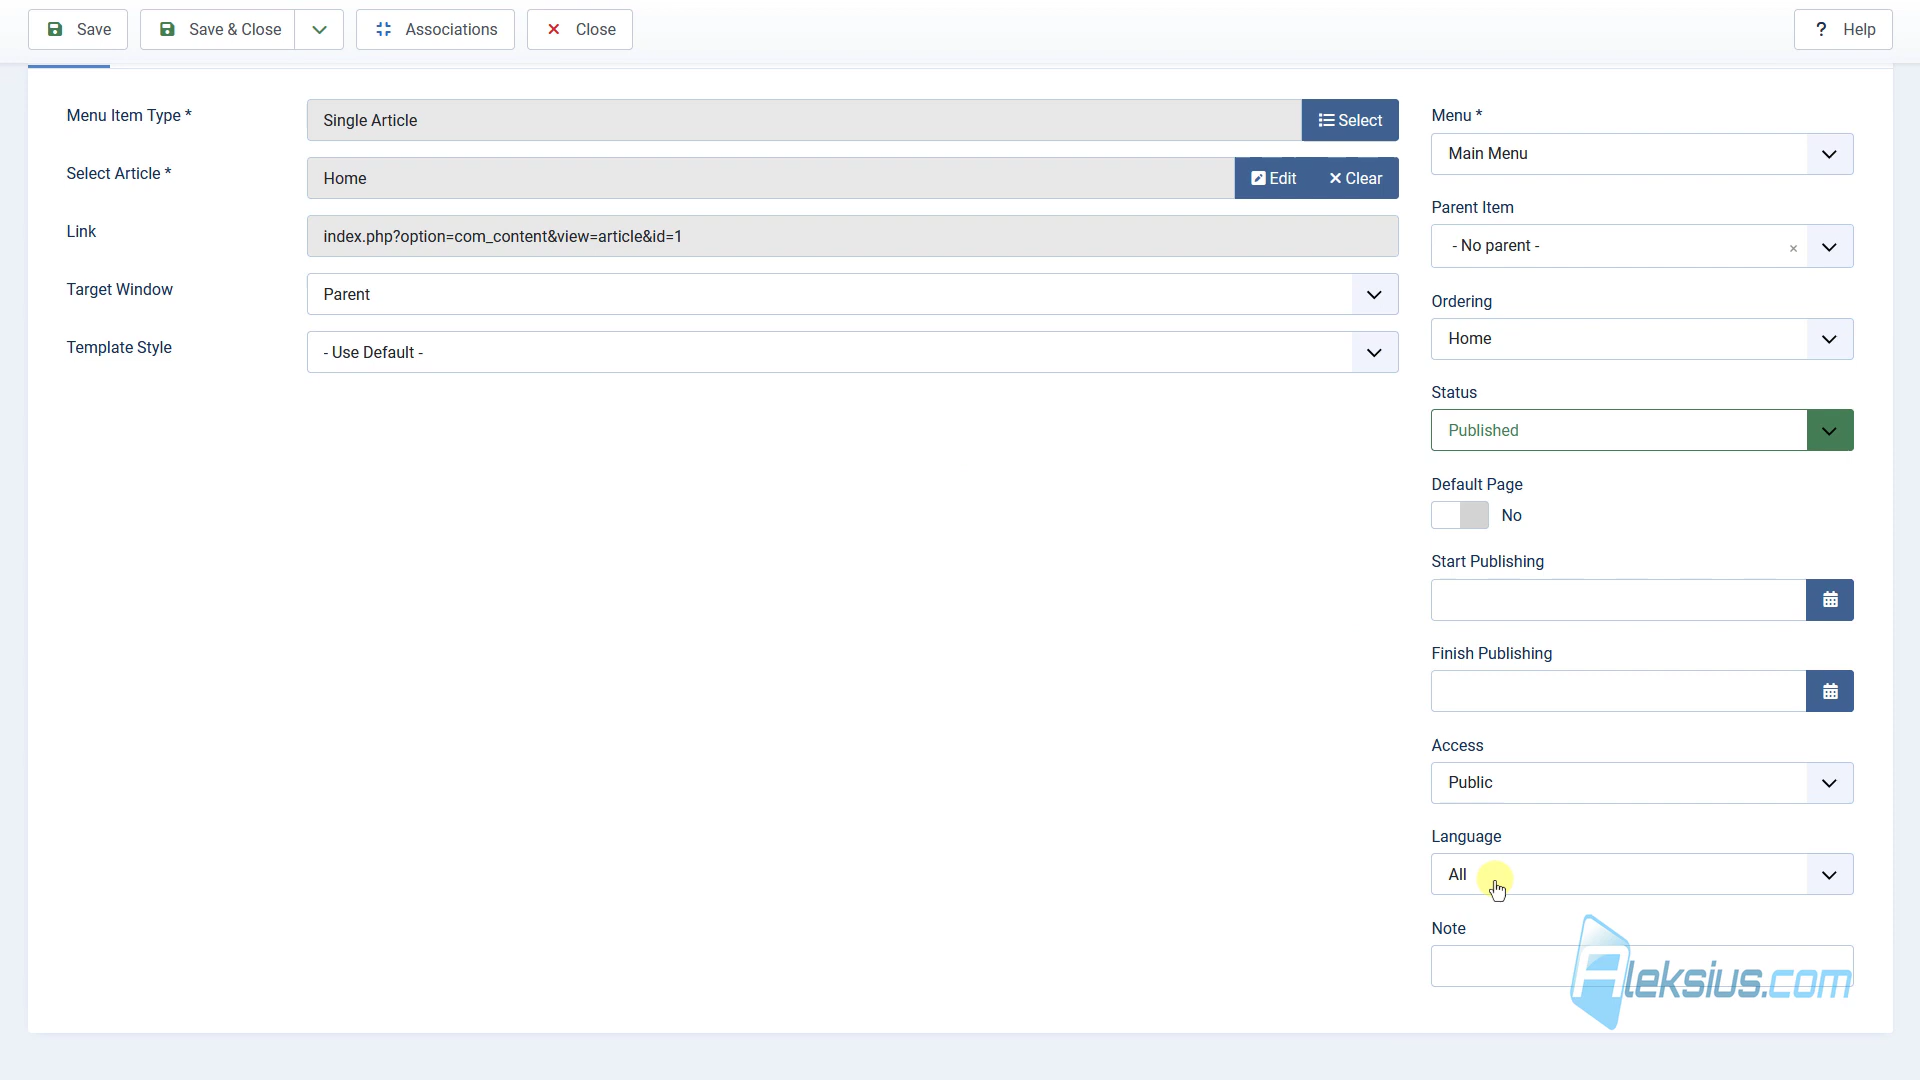 Save
Save & Close
Associations
Close
? Help
Menu Item Type *
Single Article
Select
Select Article *
Home
Edit
Clear
Link
index.php?option=com_content&view=article&id=1
Target Window
Parent
Template Style
- Use Default -
Menu *
Main Menu
Parent Item
- No parent -
Ordering
Home
Status
Published
Default Page
No
Start Publishing
Finish Publishing
Access
Public
Language
All
Note
Aleksius.com